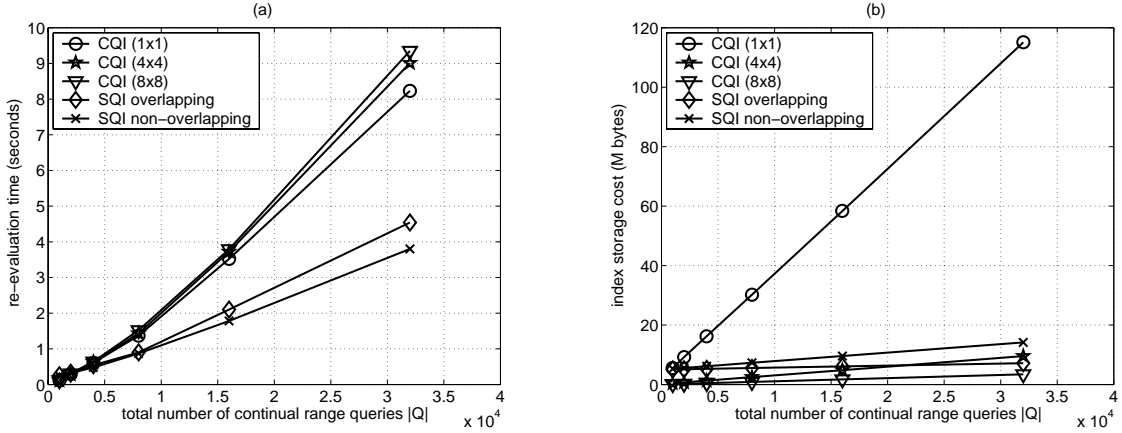 (a)
10
9
8
7
6
5
4
3
2
1
0
re−evaluation time (seconds)
CQI (1x1)
CQI (4x4)
CQI (8x8)
SQI overlapping
SQI non−overlapping
0 0.5 1 1.5 2 2.5 3 3.5 4
total number of continual range queries |Q|
x 10^4
(b)
120
100
80
60
40
20
0
index storage cost (M bytes)
CQI (1x1)
CQI (4x4)
CQI (8x8)
SQI overlapping
SQI non−overlapping
0 0.5 1 1.5 2 2.5 3 3.5 4
total number of continual range queries |Q|
x 10^4